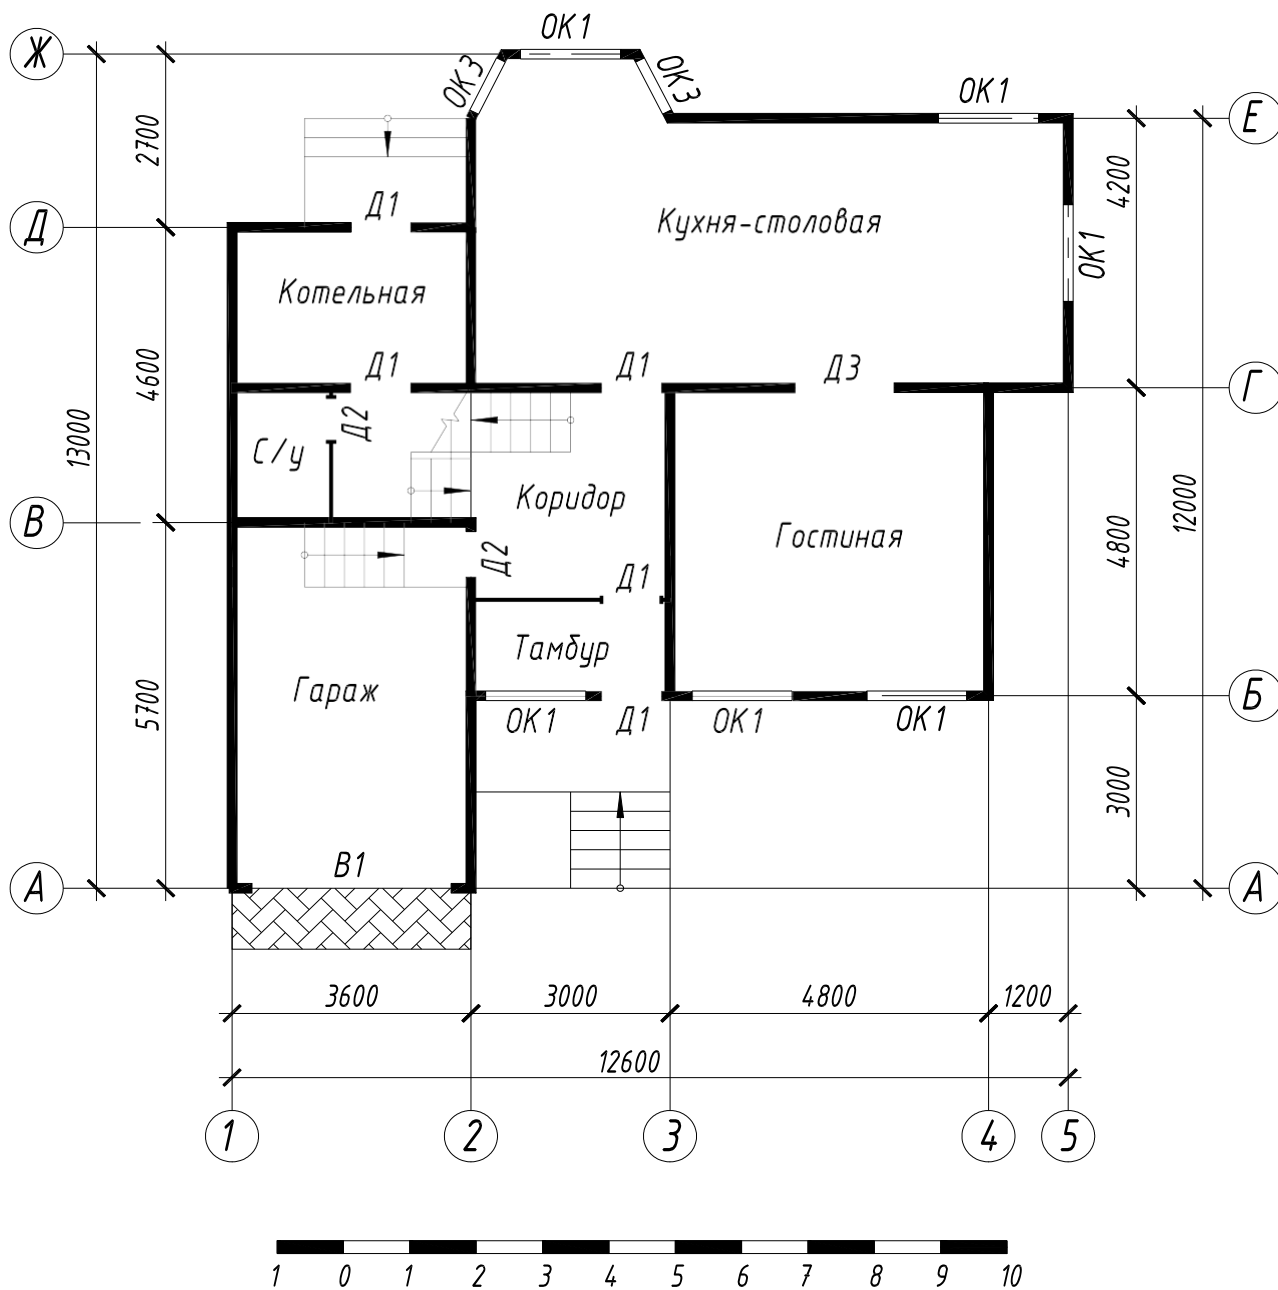 ОК1
Ж
ОК3
ОК3
ОК1
Е
2700
4200
Д1
Д
Кухня-столовая
ОК1
Котельная
4600
Д1
Д1
Д3
Г
13000
Д2
С/у
Коридор
12000
В
Гостиная
4800
Д2
Д1
Тамбур
Гараж
5700
Б
ОК1
Д1
ОК1
ОК1
3000
В1
А
А
3600
3000
4800
1200
12600
1
2
3
4
5
1 0 1 2 3 4 5 6 7 8 9 10